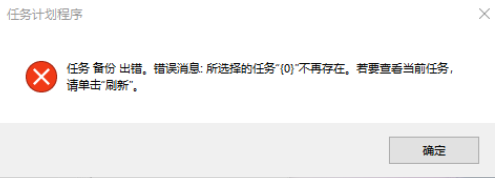 任务计划程序
任务 备份 出错。错误消息: 所选择的任务“{0}”不再存在。若要查看当前任务，
请单击“刷新”。
确定